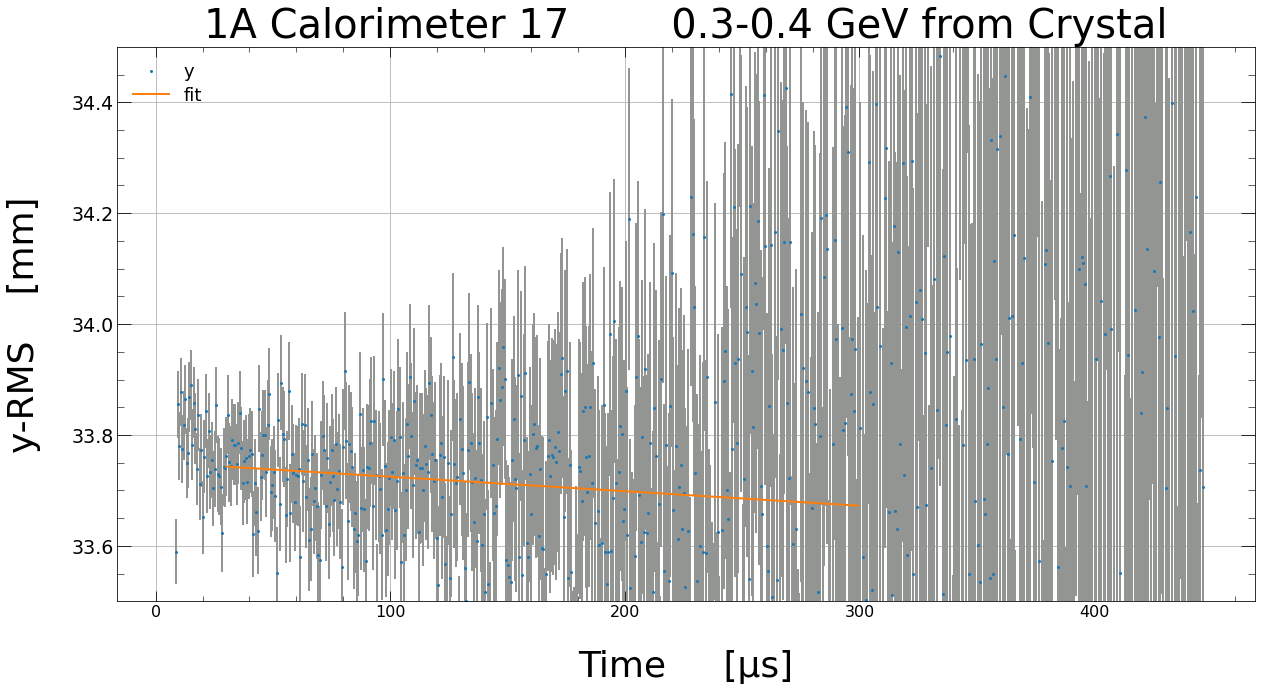 1A Calorimeter 17 0.3-0.4 GeV from Crystal
y
fit
34.4
34.2
34.0
33.8
33.6
y-RMS [mm]
0 100 200 300 400
Time [μs]